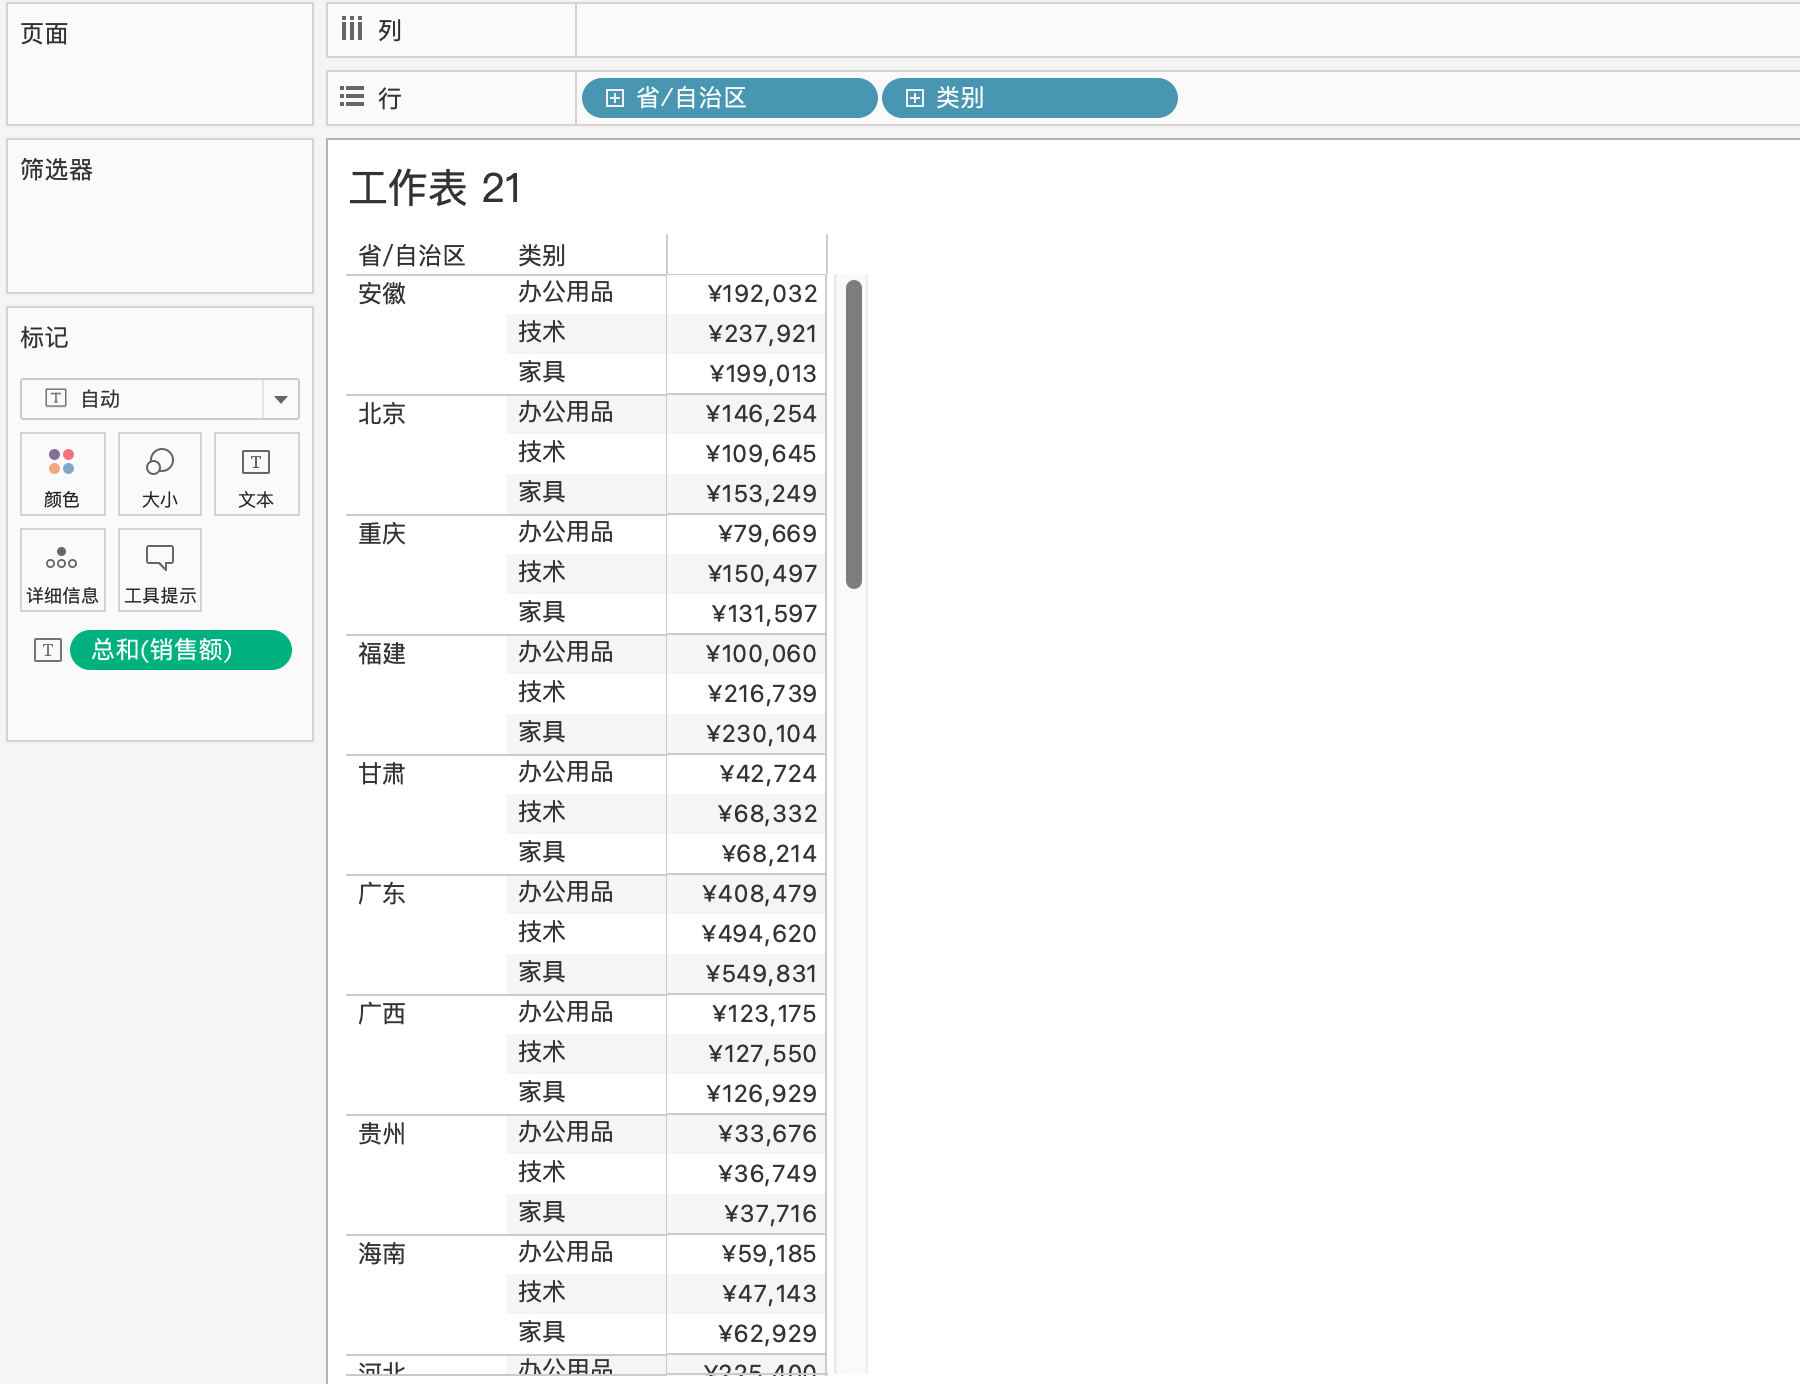 页面
列
行
省/自治区
类别
筛选器
标记
自动
颜色
大小
文本
详细信息
工具提示
总和(销售额)
工作表 21
省/自治区 类别
安徽 办公用品 ¥192,032
技术 ¥237,921
家具 ¥199,013
北京 办公用品 ¥146,254
技术 ¥109,645
家具 ¥153,249
重庆 办公用品 ¥79,669
技术 ¥150,497
家具 ¥131,597
福建 办公用品 ¥100,060
技术 ¥216,739
家具 ¥230,104
甘肃 办公用品 ¥42,724
技术 ¥68,332
家具 ¥68,214
广东 办公用品 ¥408,479
技术 ¥494,620
家具 ¥549,831
广西 办公用品 ¥123,175
技术 ¥127,550
家具 ¥126,929
贵州 办公用品 ¥33,676
技术 ¥36,749
家具 ¥37,716
海南 办公用品 ¥59,185
技术 ¥47,143
家具 ¥62,929
河北 办公用品